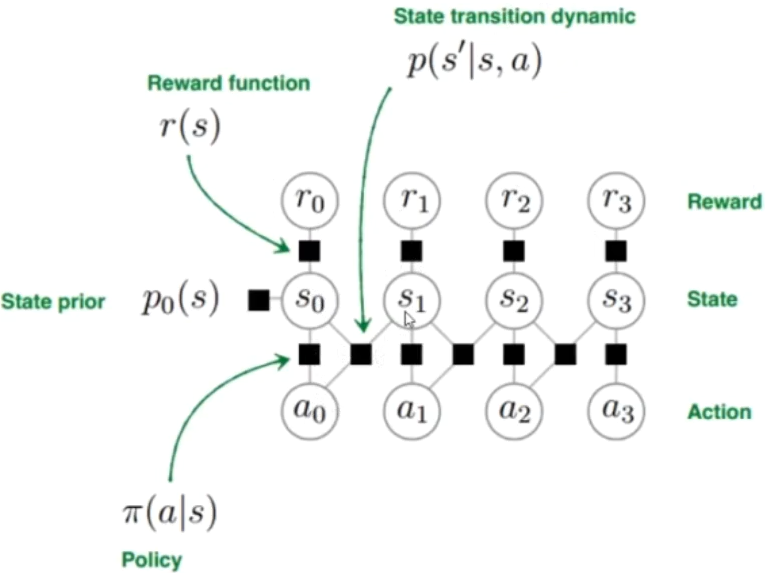 State transition dynamic
p(s′|s, a)
Reward function
r(s)
r₀ r₁ r₂ r₃ Reward
State prior p₀(s) s₀ s₁ s₂ s₃ State
a₀ a₁ a₂ a₃ Action
π(a|s)
Policy